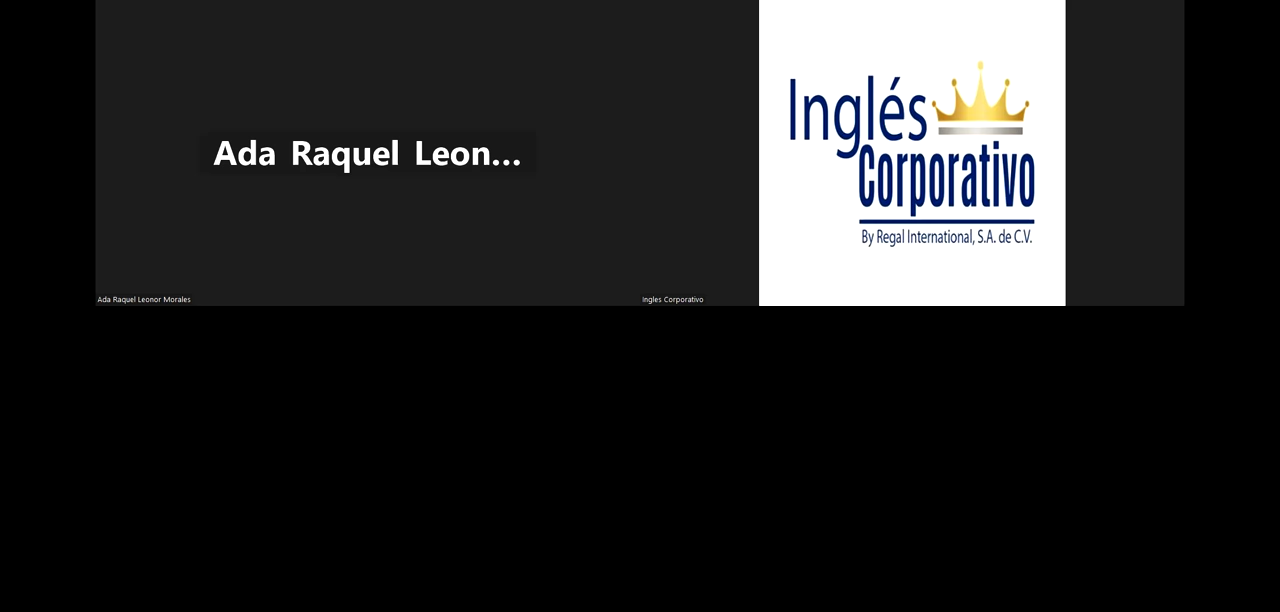 Ada Raquel Leon...
Ada Raquel Leonor Morales
Inglés
Corporativo
By Regal International, S.A. de C.V.
Ingles Corporativo